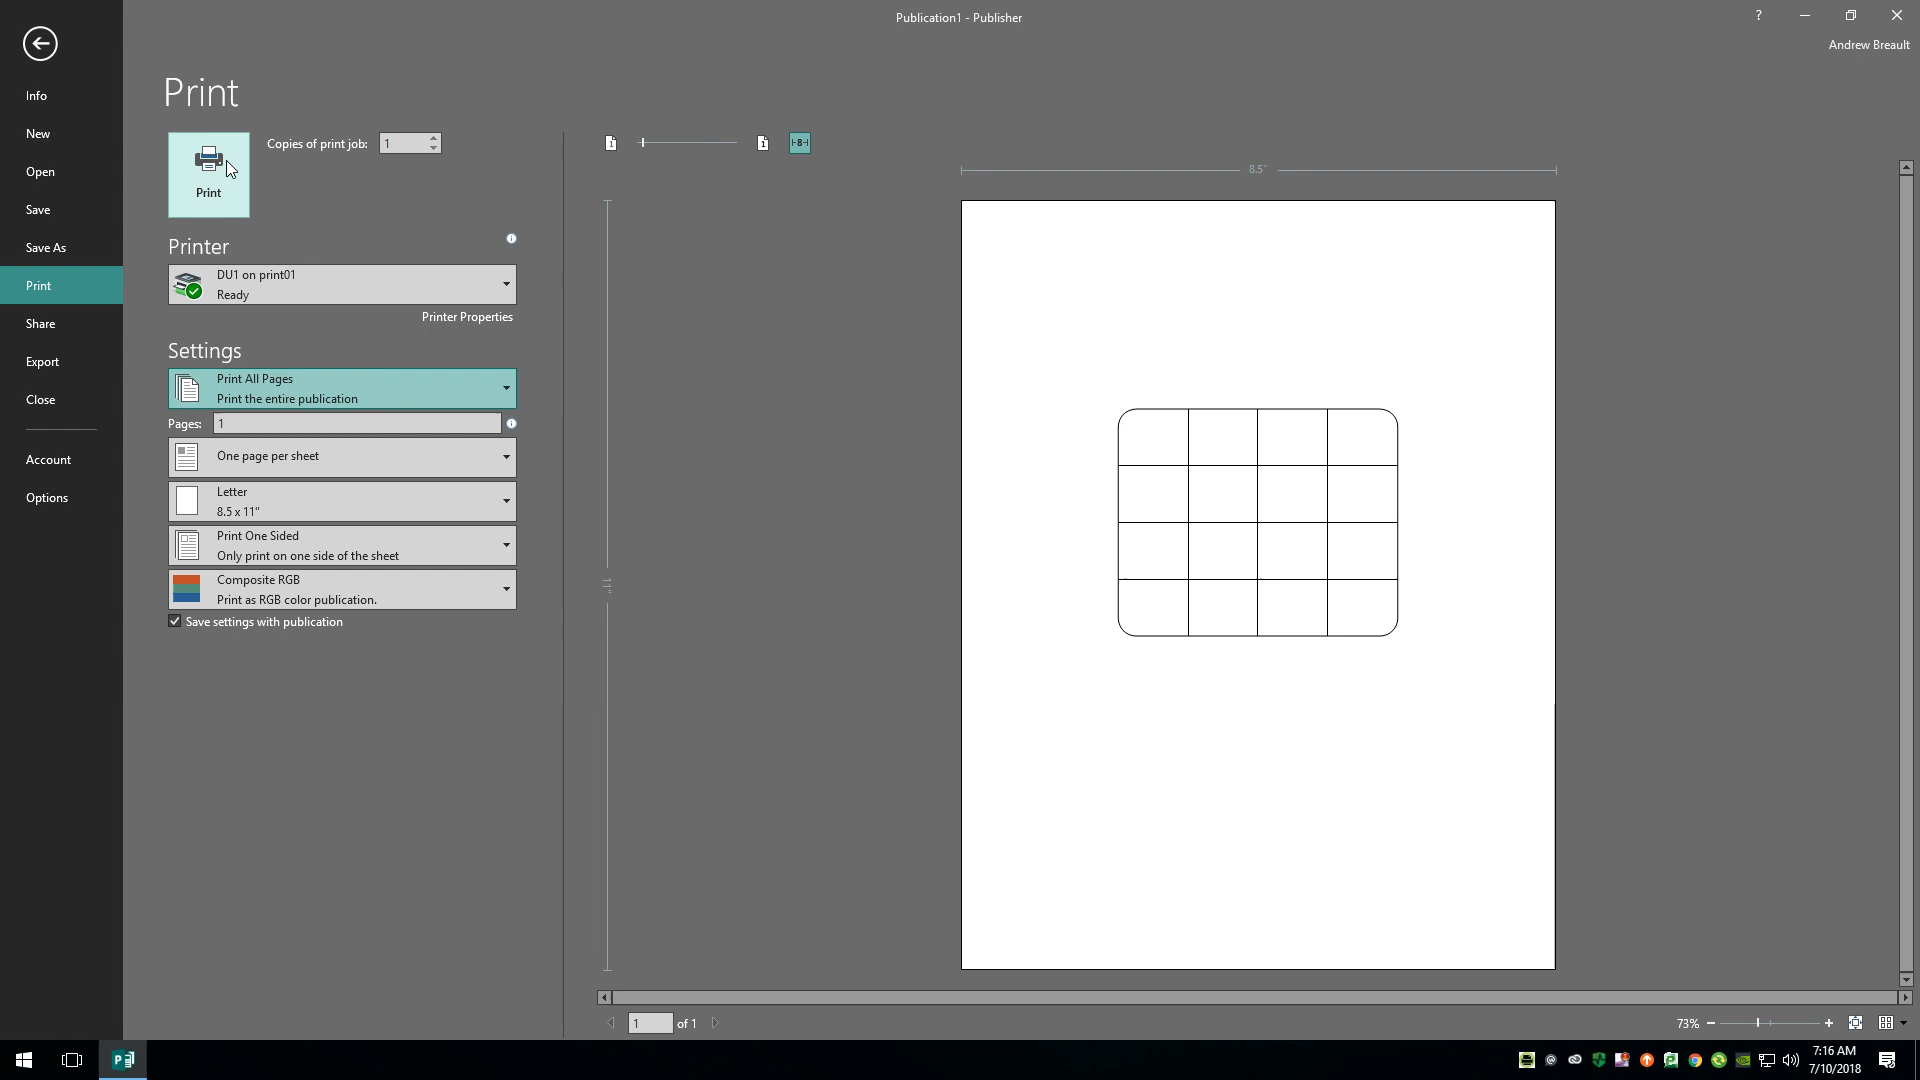 Publication1 - Publisher
?
Andrew Breault
Info
New
Open
Save
Save As
Print
Share
Export
Close
Account
Options
Print
Print
Copies of print job:
1
Printer
DU1 on print01
Ready
Printer Properties
Settings
Print All Pages
Print the entire publication
Pages:
1
One page per sheet
Letter
8.5 x 11"
Print One Sided
Only print on one side of the sheet
Composite RGB
Print as RGB color publication.
Save settings with publication
1
1
8
8.5"
11"
1
of 1
73%
7:16 AM
7/10/2018